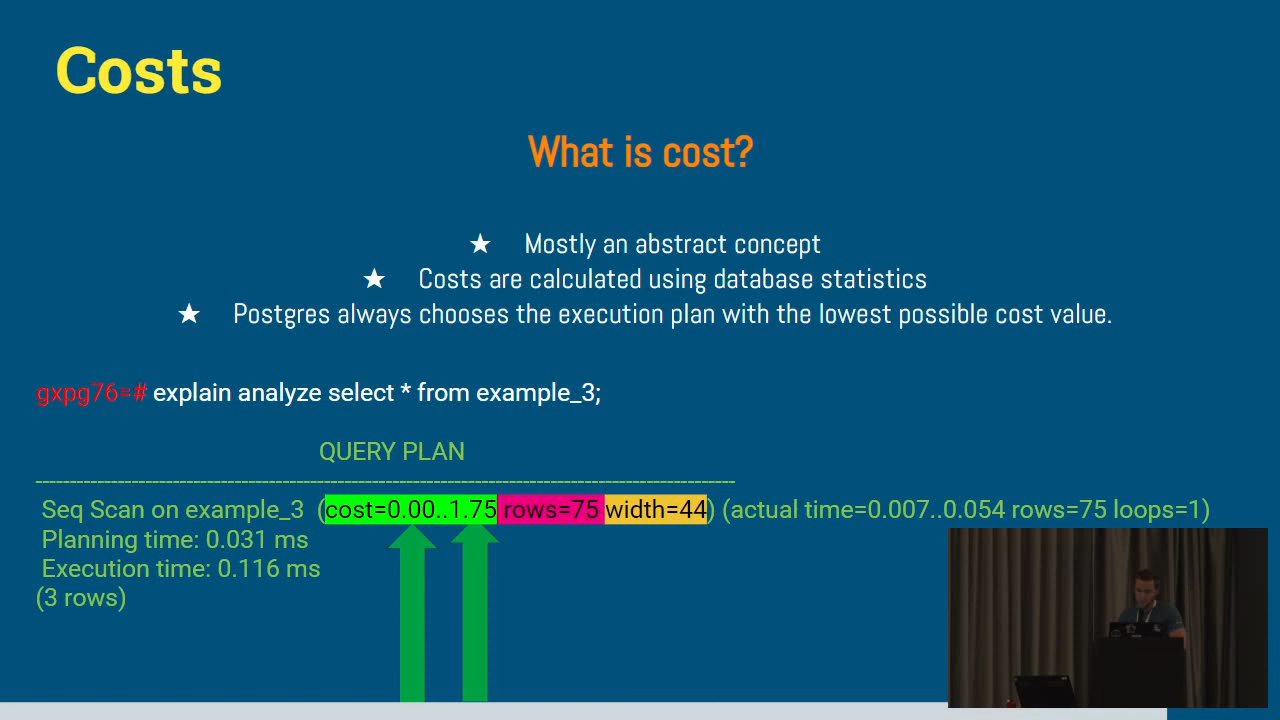 Costs
What is cost?
★ Mostly an abstract concept
★ Costs are calculated using database statistics
★ Postgres always chooses the execution plan with the lowest possible cost value.
gxpg76=# explain analyze select * from example_3;
QUERY PLAN
------------------------------------------------------------------------------------------------------
Seq Scan on example_3 (cost=0.00..1.75 rows=75 width=44) (actual time=0.007..0.054 rows=75 loops=1)
Planning time: 0.031 ms
Execution time: 0.116 ms
(3 rows)